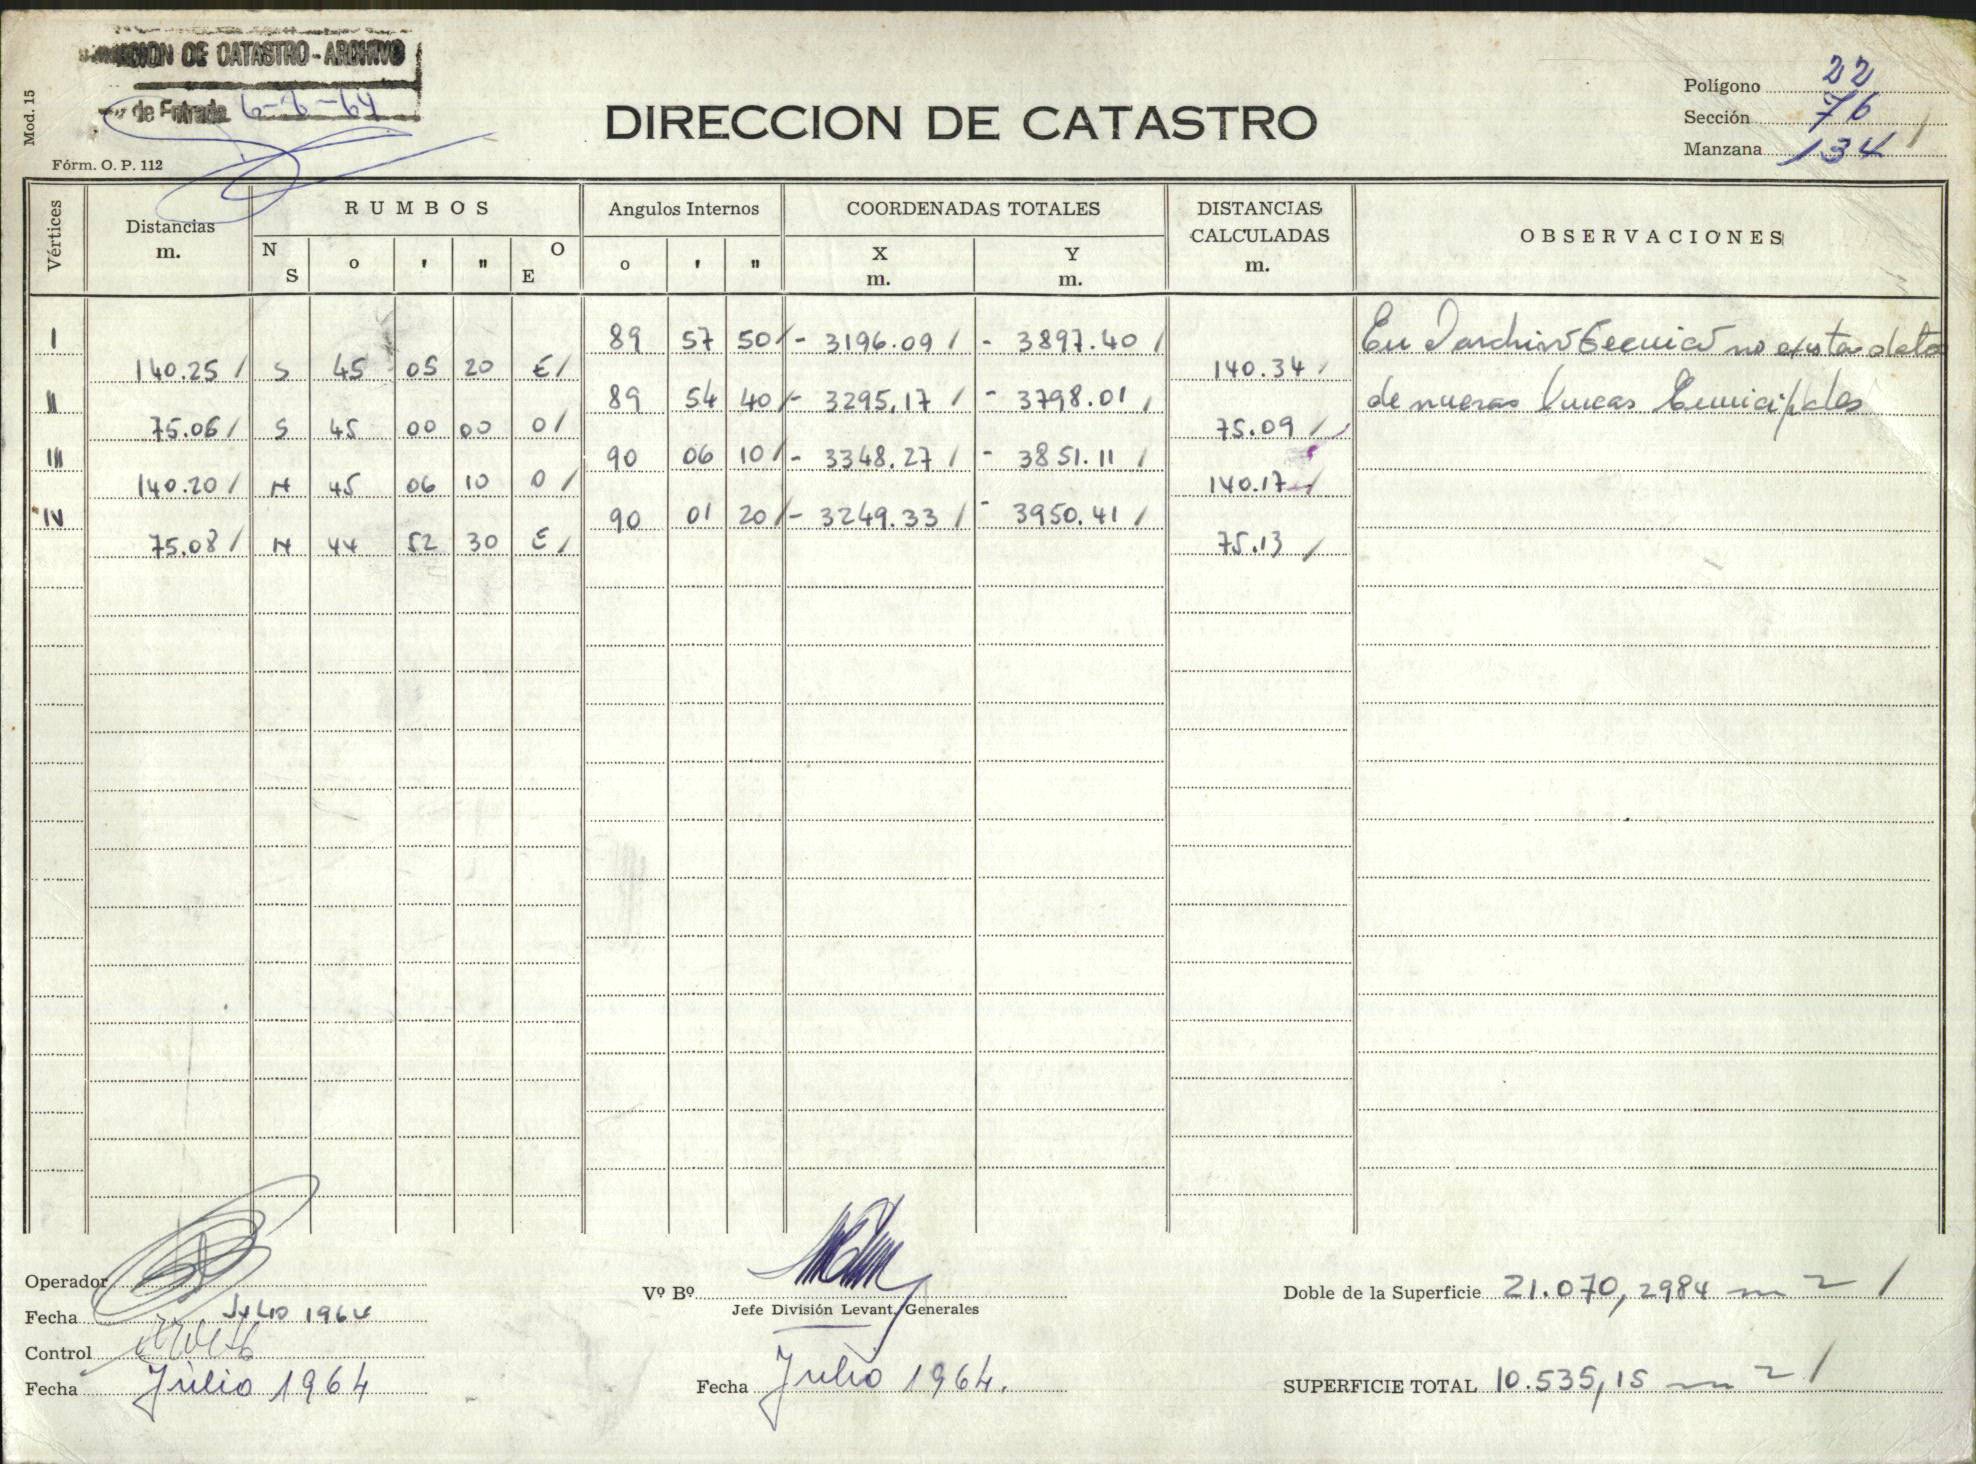 CATASTRO - ARCHIVO
de Entrada
Mod. 15
Fórm. O. P. 112
DIRECCION DE CATASTRO
Polígono 22
Sección 76
Manzana 134
Vértices
Distancias
m.
RUMBOS
N S ° ' " O E
Angulos Internos
° ' "
COORDENADAS TOTALES
X
m.
Y
m.
DISTANCIAS
CALCULADAS
m.
OBSERVACIONES
I 89 57 50 - 3196.09 - 3897.40
140.25 S 45 05 20 E 140.34
II 89 54 40 - 3295,17 - 3798.01
75.06 S 45 00 00 O 75.09
III 90 06 10 - 3348.27 - 3851.11
140.20 N 45 06 10 O 140.17
IV 90 01 20 - 3249.33 - 3950.41
75.08 N 44 52 30 E 75.13
En Técnico no
de nuevas Municipales
Operador
Fecha Julio 1964
Control
Fecha Julio 1964
Vº Bº
Jefe División Levant. Generales
Fecha Julio 1964.
Doble de la Superficie 21.070,2984 m2
SUPERFICIE TOTAL 10.535,15 m2